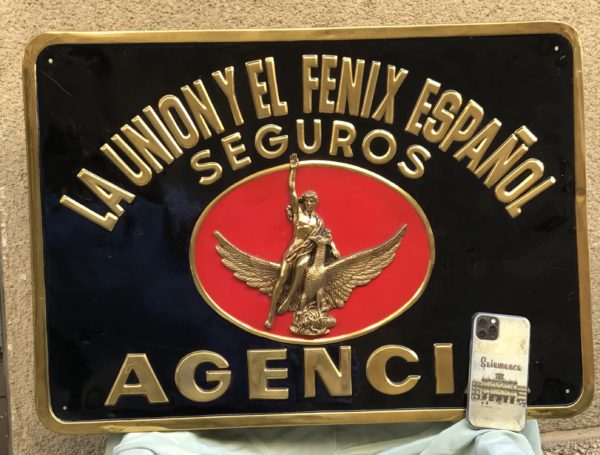 LA UNION Y EL FENIX ESPAÑOL
SEGUROS
AGENCI
Salamanca